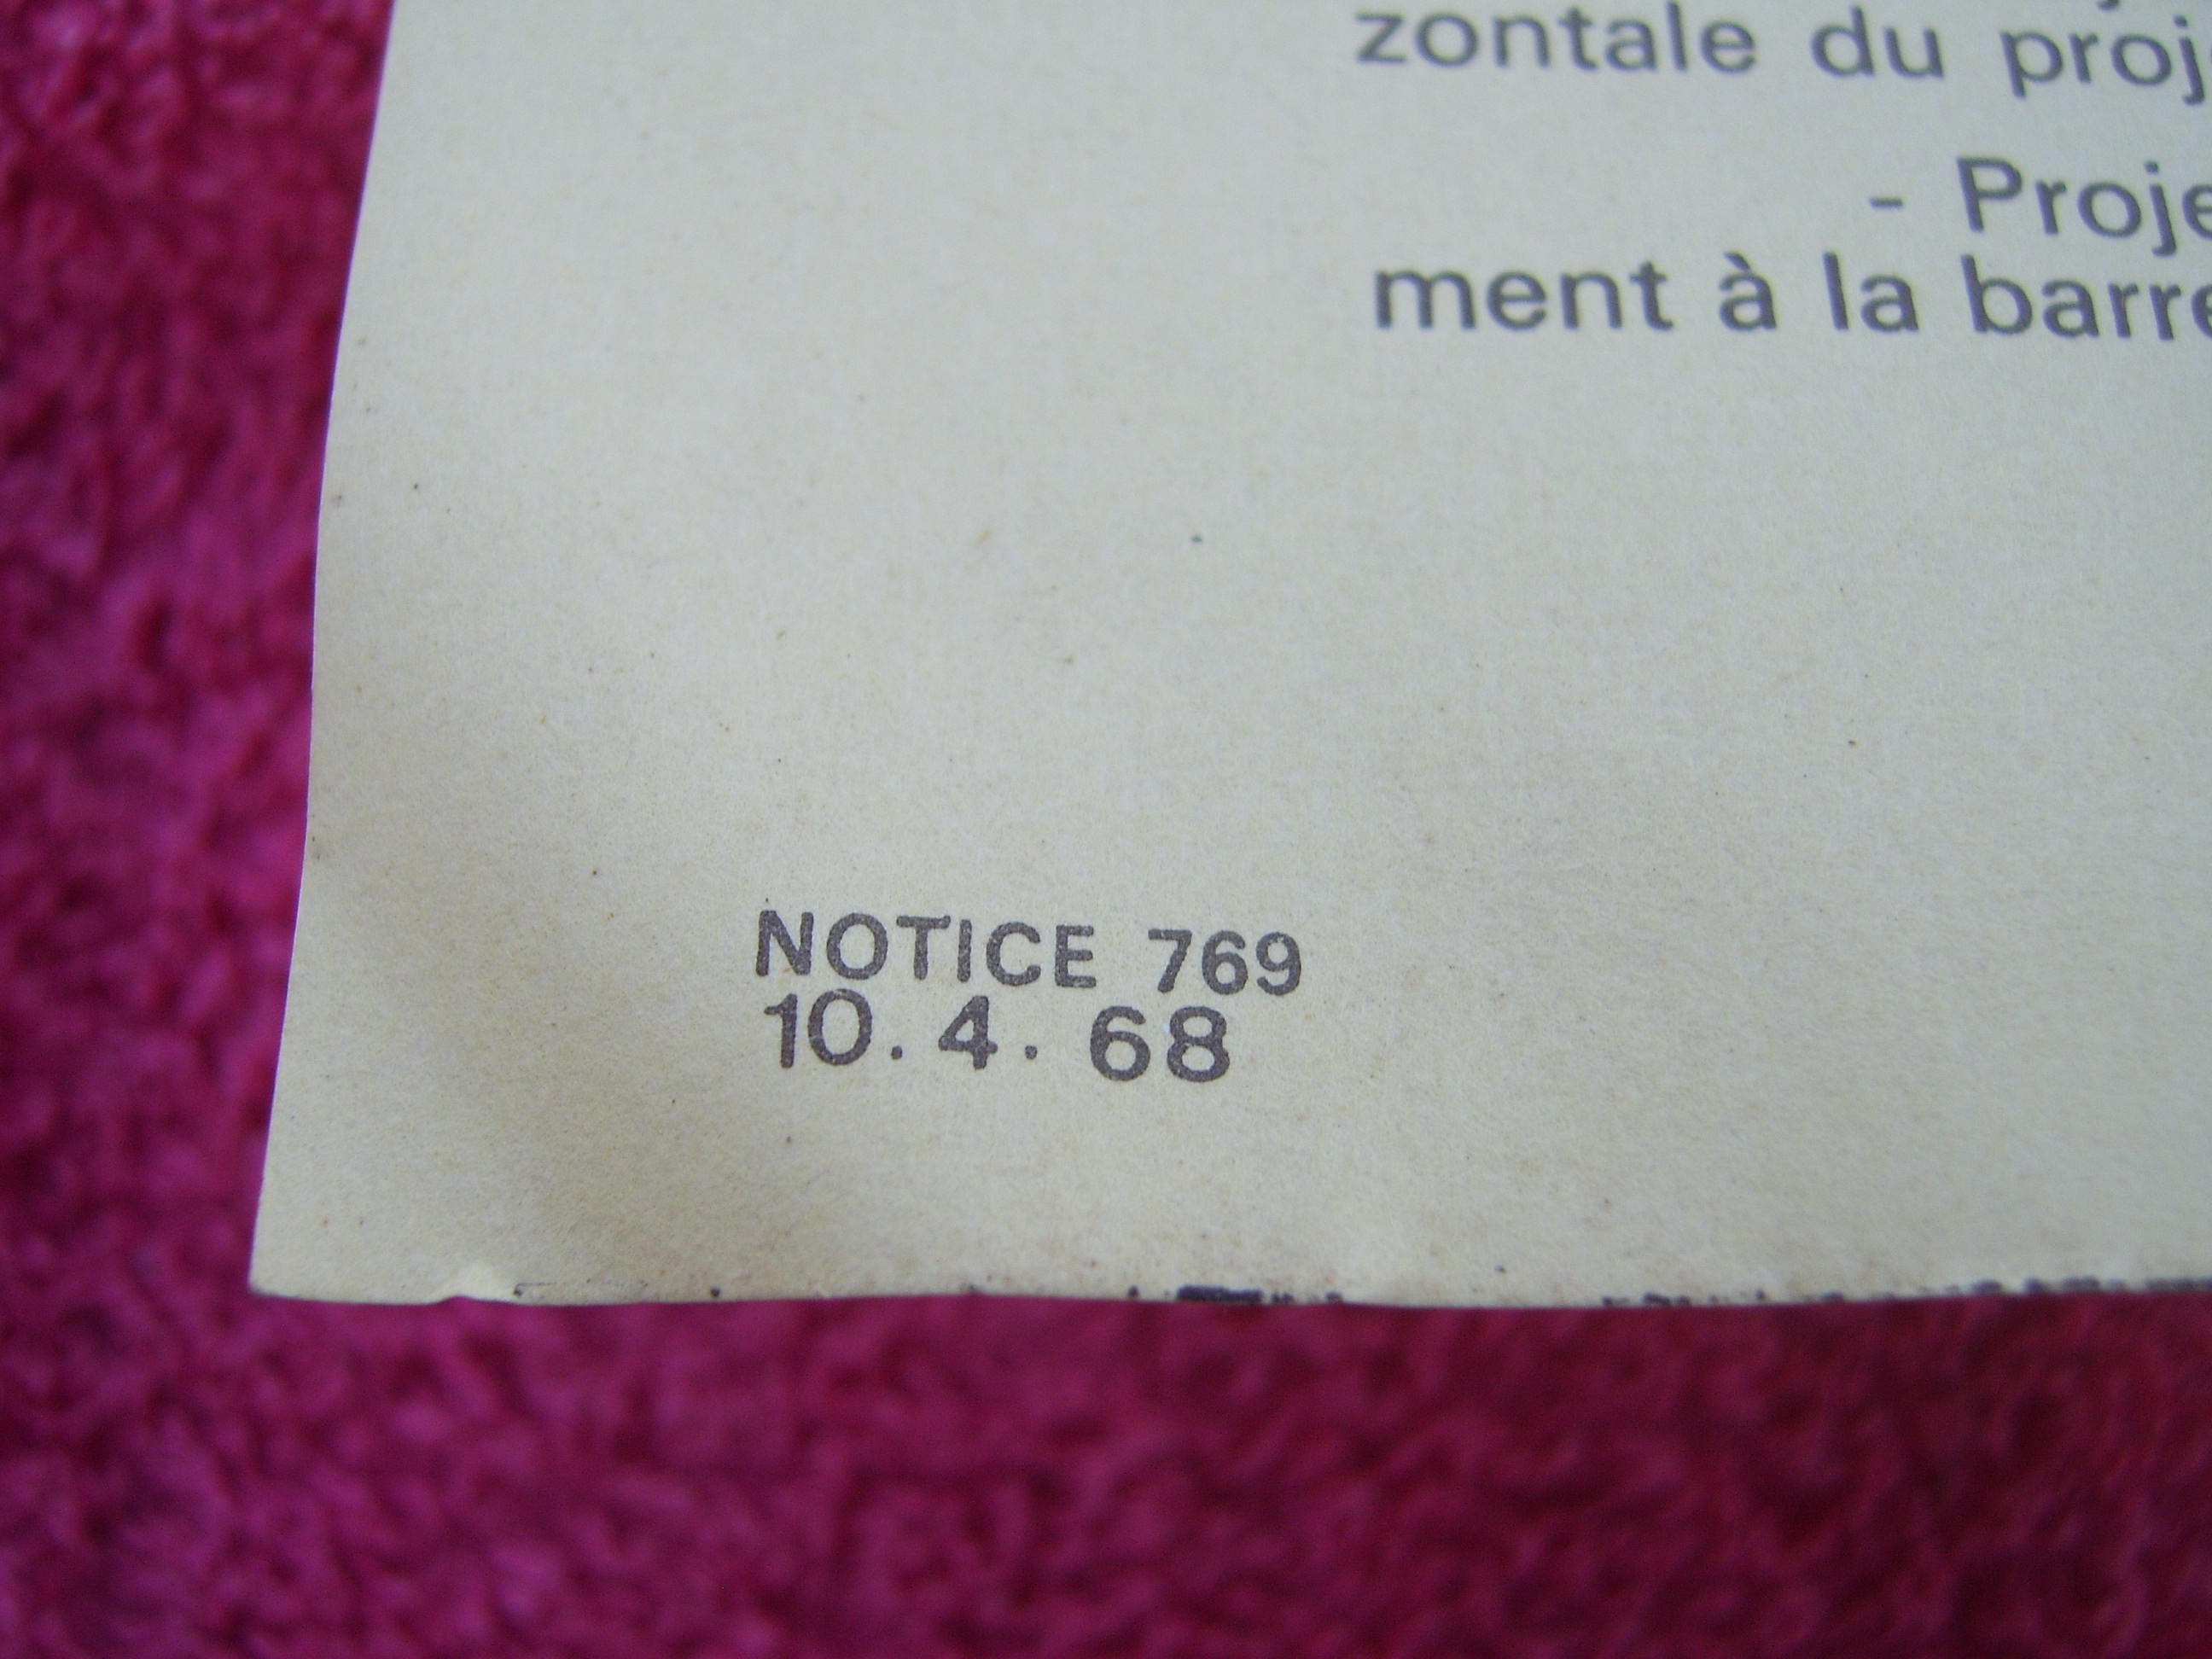 zontale du proj
- Proje
ment à la barre
NOTICE 769
10. 4. 68